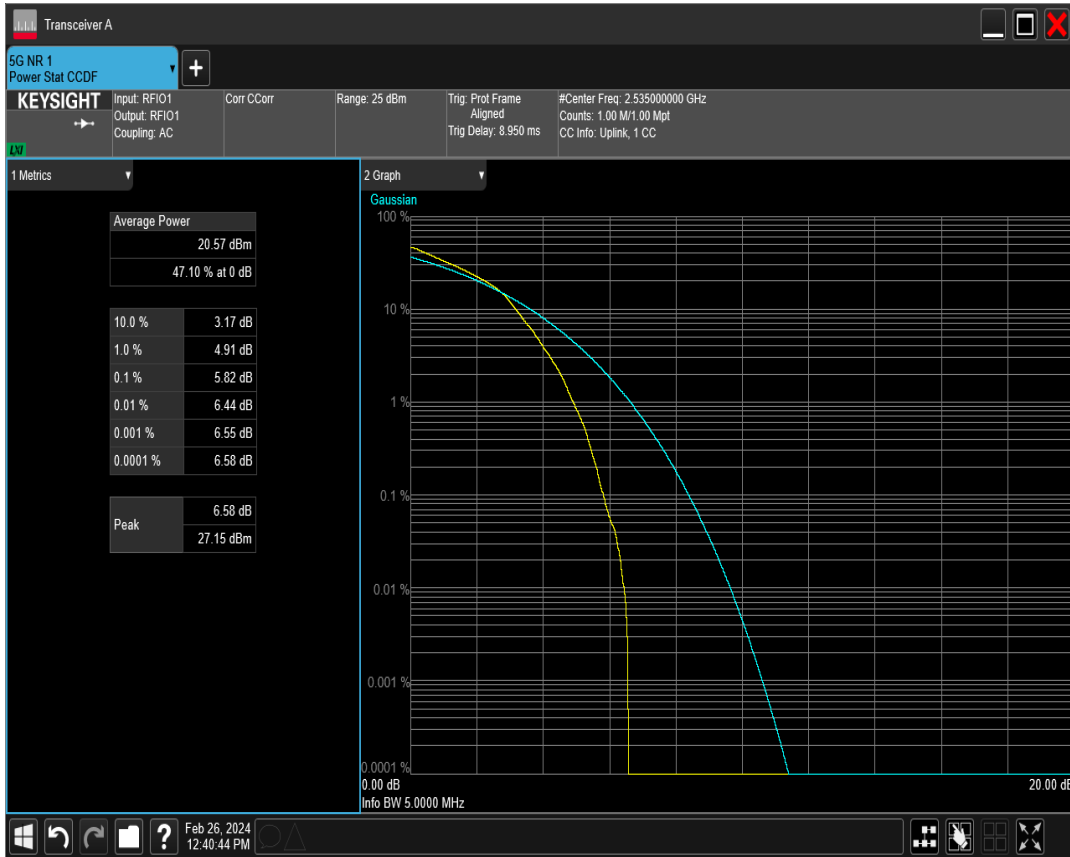 Transceiver A
5G NR 1
Power Stat CCDF
+
KEYSIGHT
LXI
Input: RFIO1
Output: RFIO1
Coupling: AC
Corr CCorr
Range: 25 dBm
Trig: Prot Frame
Aligned
Trig Delay: 8.950 ms
#Center Freq: 2.535000000 GHz
Counts: 1.00 M/1.00 Mpt
CC Info: Uplink, 1 CC
1 Metrics
Average Power
20.57 dBm
47.10 % at 0 dB
10.0 % 3.17 dB
1.0 % 4.91 dB
0.1 % 5.82 dB
0.01 % 6.44 dB
0.001 % 6.55 dB
0.0001 % 6.58 dB
Peak
6.58 dB
27.15 dBm
2 Graph
Gaussian
100 %
10 %
1 %
0.1 %
0.01 %
0.001 %
0.0001 %
0.00 dB 20.00 dB
Info BW 5.0000 MHz
?
Feb 26, 2024
12:40:44 PM